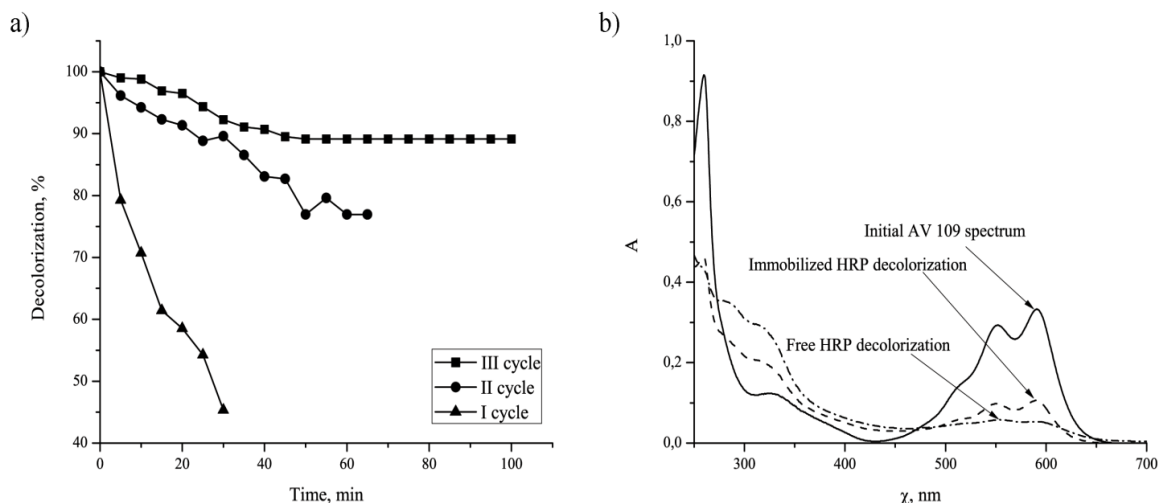 a)
100
90
80
70
60
50
40
Decolorization, %
0
20
40
60
80
100
Time, min
III cycle
II cycle
I cycle
b)
1,0
0,8
0,6
0,4
0,2
0,0
A
300
400
500
600
700
χ, nm
Initial AV 109 spectrum
Immobilized HRP decolorization
Free HRP decolorization